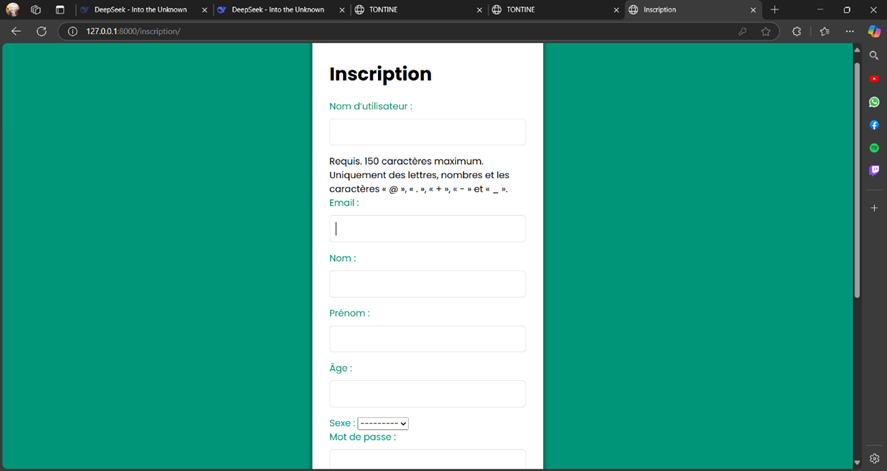 DeepSeek - Into the Unknown
DeepSeek - Into the Unknown
TONTINE
TONTINE
Inscription
127.0.0.1:8000/inscription/
Inscription
Nom d'utilisateur :
Requis. 150 caractères maximum.
Uniquement des lettres, nombres et les
caractères « @ », « . », « + », « - » et « _ ».
Email :
Nom :
Prénom :
Âge :
Sexe : ---------
Mot de passe :